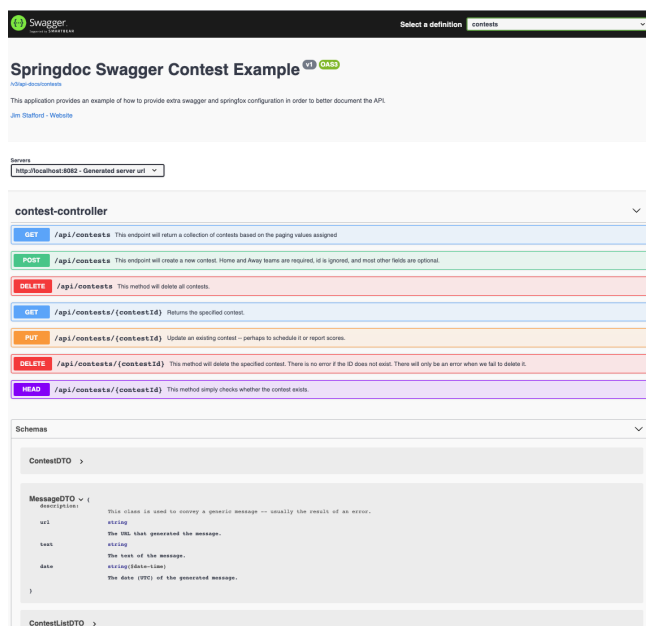 Swagger.
Supported by SMARTBEAR
Select a definition
contests
Springdoc Swagger Contest Example v1 OAS3
/v3/api-docs/contests
This application provides an example of how to provide extra swagger and springfox configuration in order to better document the API.
Jim Stafford - Website
Servers
http://localhost:8082 - Generated server url
contest-controller
GET /api/contests This endpoint will return a collection of contests based on the paging values assigned
POST /api/contests This endpoint will create a new contest. Home and Away teams are required, id is ignored, and most other fields are optional.
DELETE /api/contests This method will delete all contests.
GET /api/contests/{contestId} Returns the specified contest.
PUT /api/contests/{contestId} Update an existing contest -- perhaps to schedule it or report scores.
DELETE /api/contests/{contestId} This method will delete the specified contest. There is no error if the ID does not exist. There will only be an error when we fail to delete it.
HEAD /api/contests/{contestId} This method simply checks whether the contest exists.
Schemas
ContestDTO >
MessageDTO {
description: This class is used to convey a generic message -- usually the result of an error.
url string
The URL that generated the message.
text string
The text of the message.
date string($date-time)
The date (UTC) of the generated message.
}
ContestListDTO >